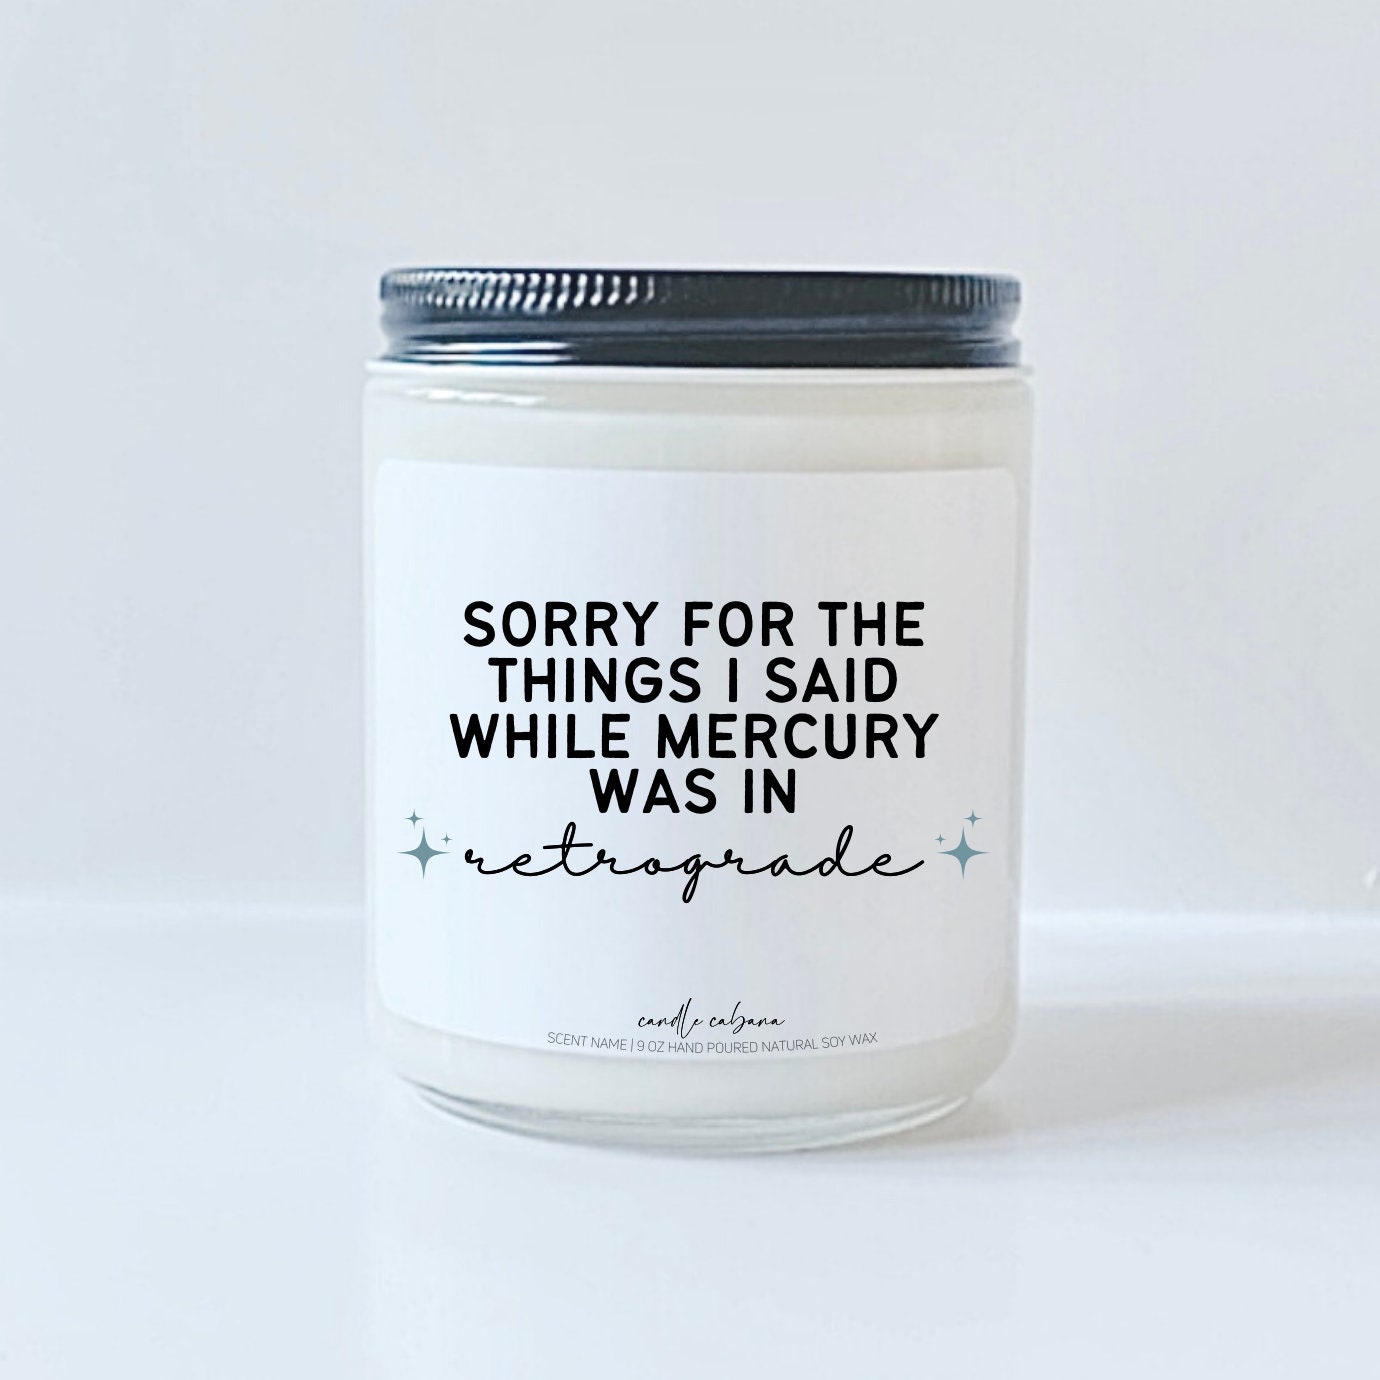 SORRY FOR THE
THINGS I SAID
WHILE MERCURY
WAS IN
retrograde
candle cabana
SCENT NAME | 9 OZ HAND POURED NATURAL SOY WAX